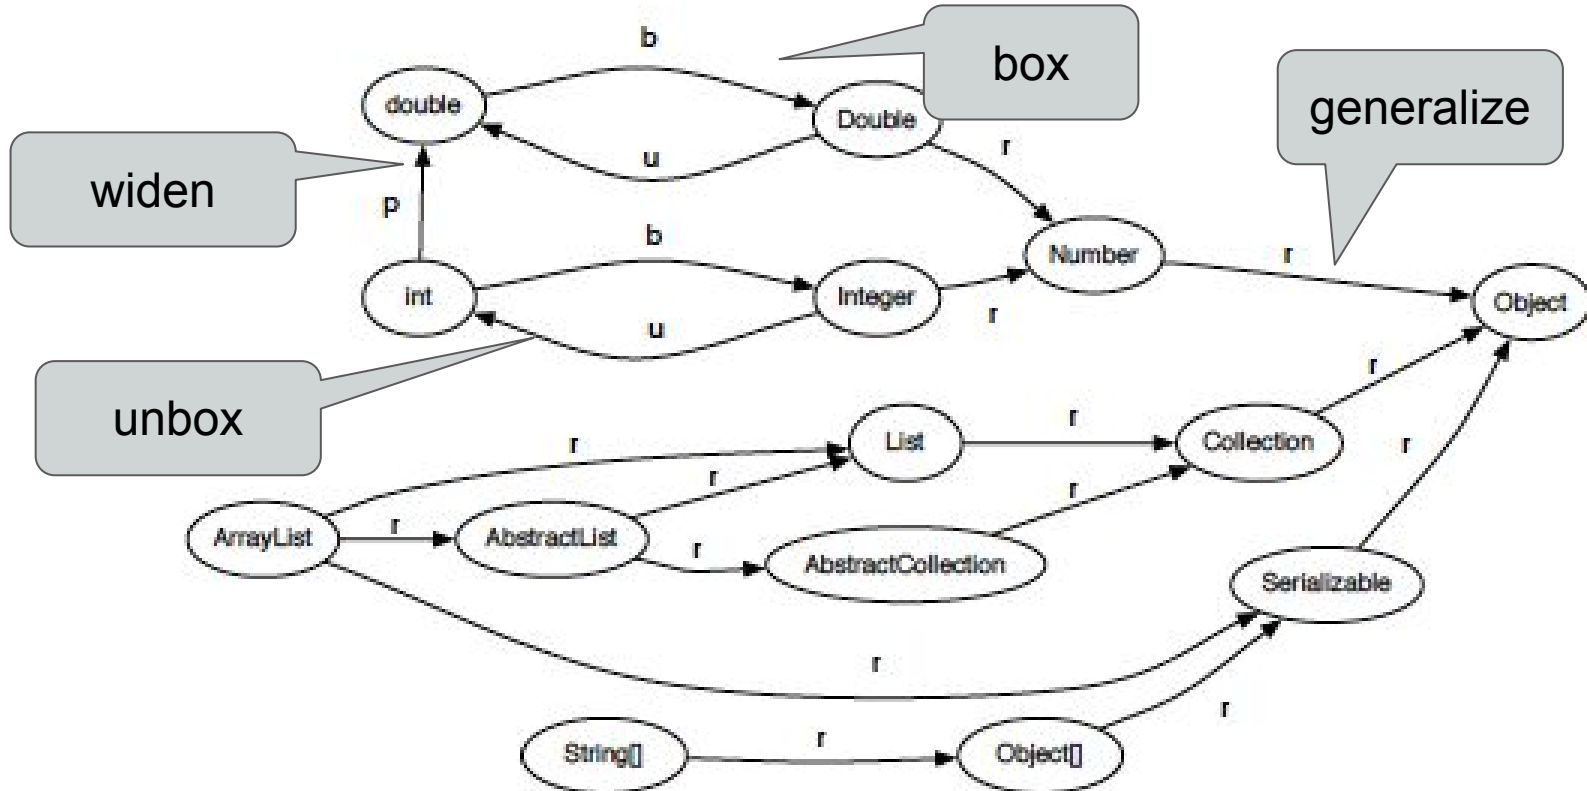 b
box
double
Double
generalize
u
r
widen
p
b
Number
r
int
Integer
r
Object
u
r
unbox
r
List
r
Collection
r
r
r
ArrayList
r
AbstractList
r
AbstractCollection
Serializable
r
r
String[]
r
Object[]